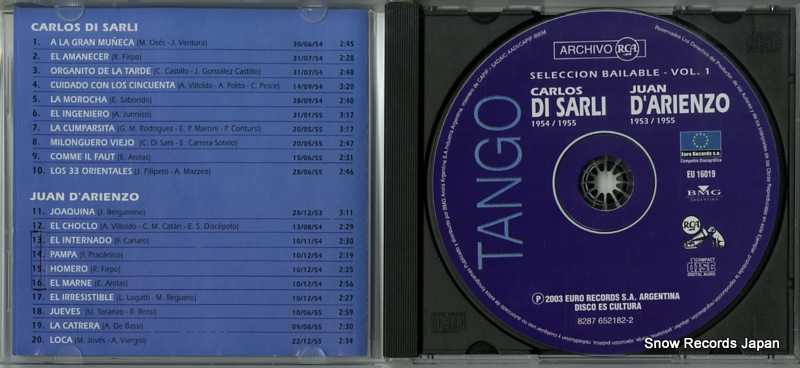 CARLOS DI SARLI
1. A LA GRAN MUÑECA (M. Osés - J. Ventura) 30/06/54 2:45
2. EL AMANECER (R. Firpo) 31/07/54 2:28
3. ORGANITO DE LA TARDE (C. Castillo - J. González Castillo) 31/07/54 2:48
4. CUIDADO CON LOS CINCUENTA (A. Villoldo - A. Polito - C. Pesce) 14/09/54 3:20
5. LA MOROCHA (E. Saborido) 28/09/54 2:40
6. EL INGENIERO (A. Junnissi) 31/01/55 3:17
7. LA CUMPARSITA (G. M. Rodriguez - E. P. Maroni - P. Contursi) 20/05/55 3:47
8. MILONGUERO VIEJO (C. Di Sarli - E. Carrera Sotelo) 20/05/55 2:47
9. COMME IL FAUT (E. Arolas) 15/06/55 2:31
10. LOS 33 ORIENTALES (J. Filipetti - A. Mazzeo) 28/06/55 2:46
JUAN D'ARIENZO
11. JOAQUINA (J. Bergamino) 28/12/53 3:11
12. EL CHOCLO (A. Villoldo - C. M. Catán - E. S. Discépolo) 13/08/54 2:29
13. EL INTERNADO (F. Canaro) 10/11/54 2:30
14. PAMPA (F. Pracánico) 10/12/54 2:19
15. HOMERO (R. Firpo) 10/12/54 2:25
16. EL MARNE (E. Arolas) 10/12/54 2:56
17. EL IRRESISTIBLE (L. Logatti - M. Reguero) 10/12/54 2:27
18. JUEVES (U. Toranzo - R. Rossi) 10/06/55 2:59
19. LA CATRERA (A. De Bassi) 09/08/55 2:31
20. LOCA (M. Jovés - A. Viergol) 22/12/55 2:34
ARCHIVO RCA
SELECCION BAILABLE - VOL. 1
CARLOS DI SARLI
1954 / 1955
JUAN D'ARIENZO
1953 / 1955
TANGO
Euro Records s.a.
Compañía Discográfica
EU 16019
BMG
ARGENTINA
RCA
COMPACT
disc
DIGITAL AUDIO
Ⓟ 2003 EURO RECORDS S.A. ARGENTINA
DISCO ES CULTURA
8287 652182-2
Snow Records Japan